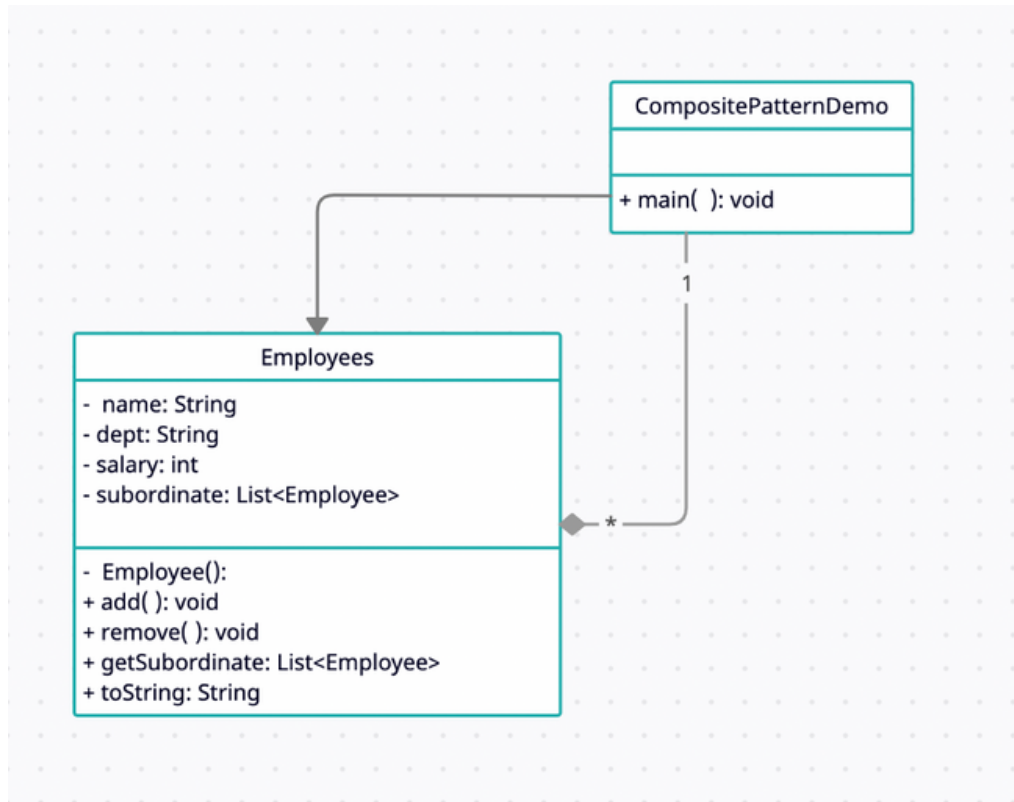 CompositePatternDemo
+ main(  ): void
1
Employees
-  name: String
- dept: String
- salary: int
- subordinate: List<Employee>
*
-  Employee():
+ add( ): void
+ remove( ): void
+ getSubordinate: List<Employee>
+ toString: String